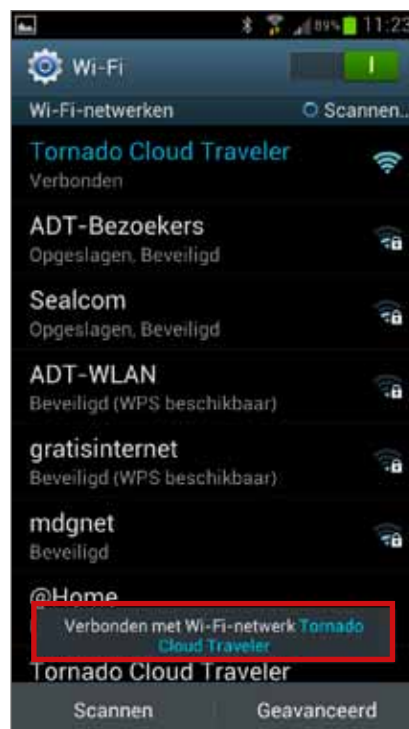 89% 11:23
Wi-Fi
Wi-Fi-netwerken Scannen..
Tornado Cloud Traveler
Verbonden
ADT-Bezoekers
Opgeslagen, Beveiligd
Sealcom
Opgeslagen, Beveiligd
ADT-WLAN
Beveiligd (WPS beschikbaar)
gratisinternet
Beveiligd (WPS beschikbaar)
mdgnet
Beveiligd
@Home
Verbonden met Wi-Fi-netwerk Tornado
Cloud Traveler
Tornado Cloud Traveler
Scannen Geavanceerd